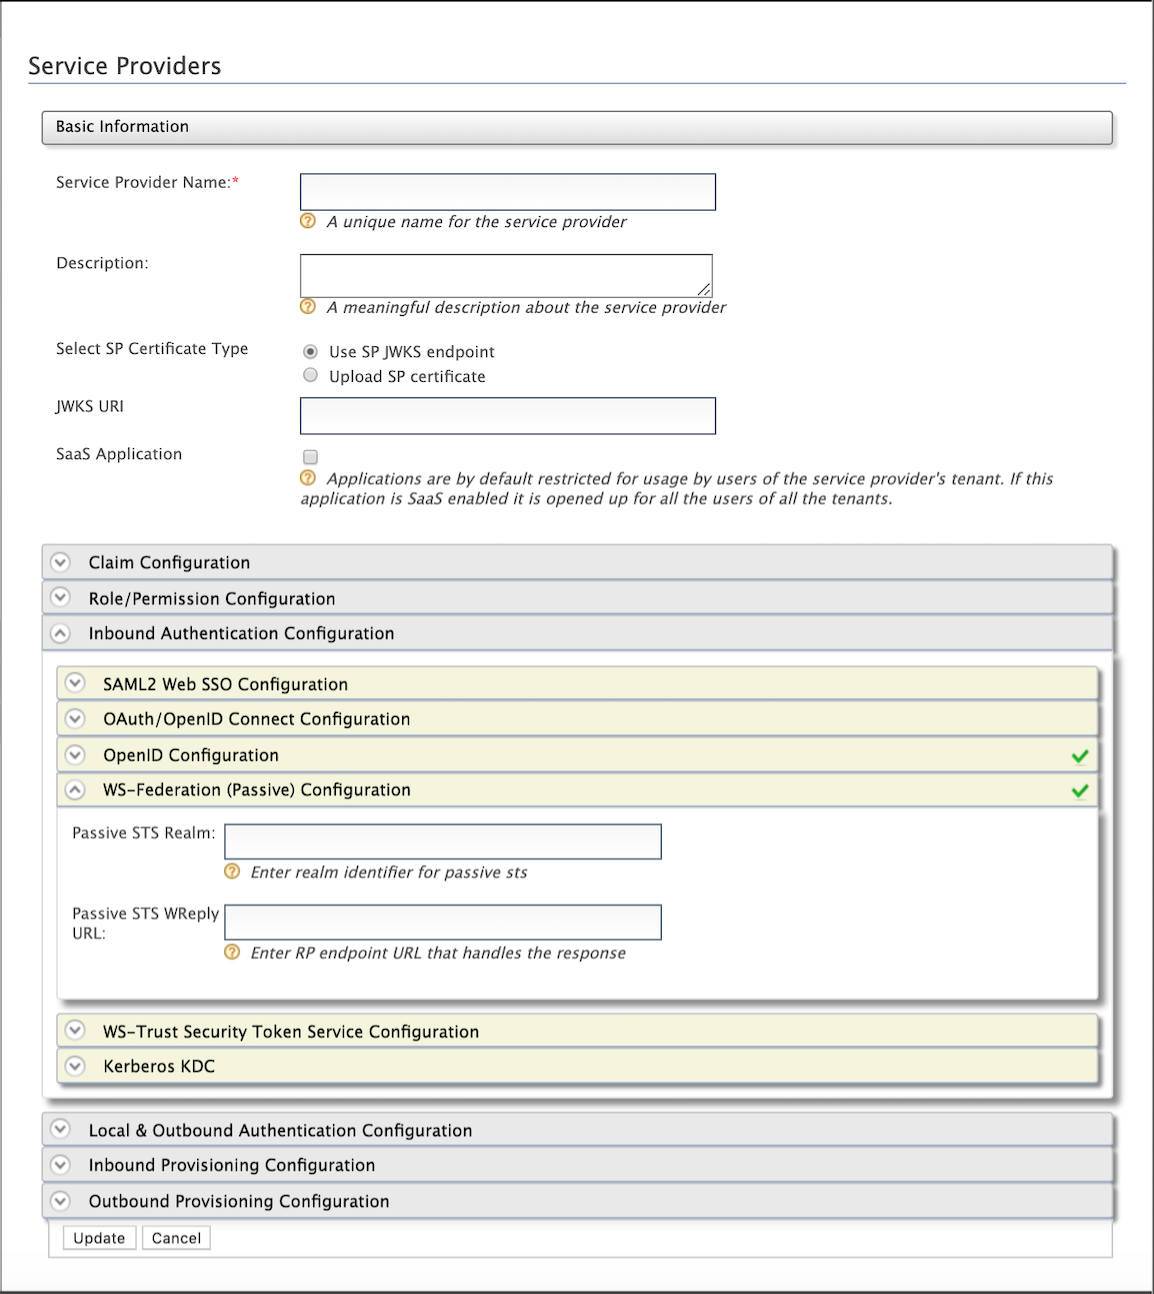 Service Providers
Basic Information
Service Provider Name:*
A unique name for the service provider
Description:
A meaningful description about the service provider
Select SP Certificate Type
Use SP JWKS endpoint
Upload SP certificate
JWKS URI
SaaS Application
Applications are by default restricted for usage by users of the service provider's tenant. If this
application is SaaS enabled it is opened up for all the users of all the tenants.
Claim Configuration
Role/Permission Configuration
Inbound Authentication Configuration
SAML2 Web SSO Configuration
OAuth/OpenID Connect Configuration
OpenID Configuration
WS-Federation (Passive) Configuration
Passive STS Realm:
Enter realm identifier for passive sts
Passive STS WReply
URL:
Enter RP endpoint URL that handles the response
WS-Trust Security Token Service Configuration
Kerberos KDC
Local & Outbound Authentication Configuration
Inbound Provisioning Configuration
Outbound Provisioning Configuration
Update Cancel